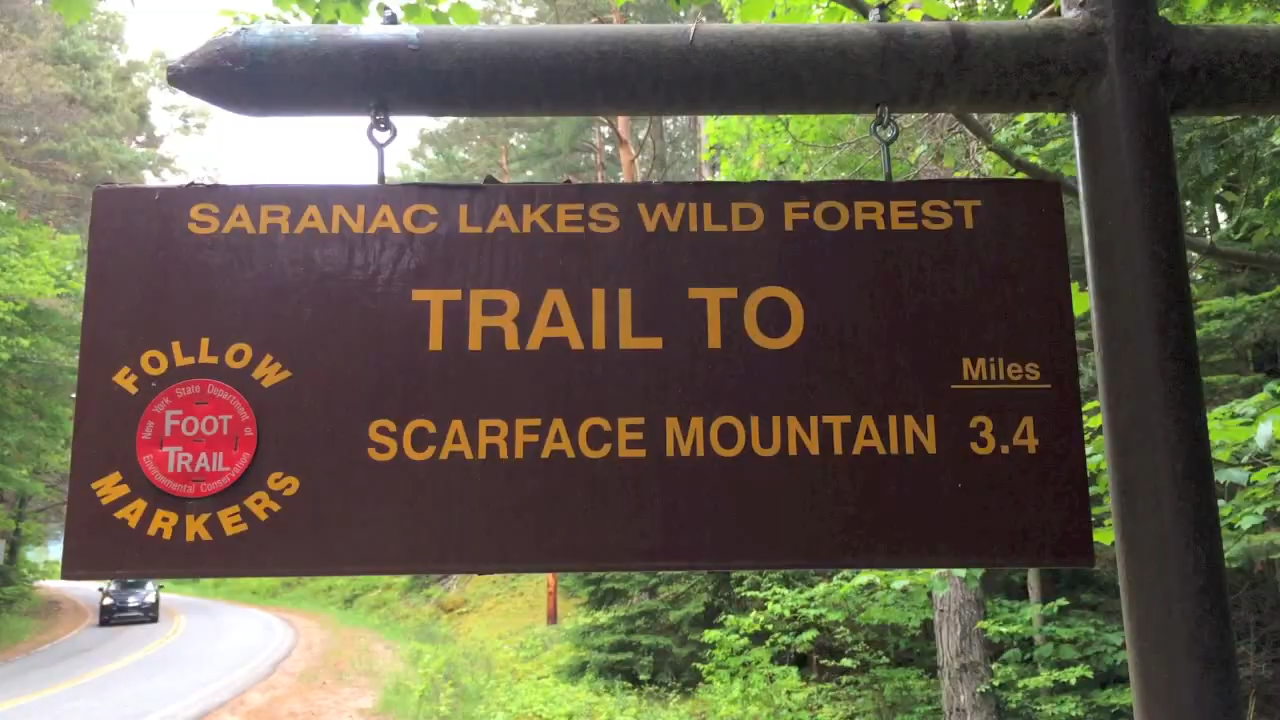 SARANAC LAKES WILD FOREST
TRAIL TO
Miles
SCARFACE MOUNTAIN 3.4
FOLLOW
New York State Department of
FOOT
TRAIL
Environmental Conservation
MARKERS